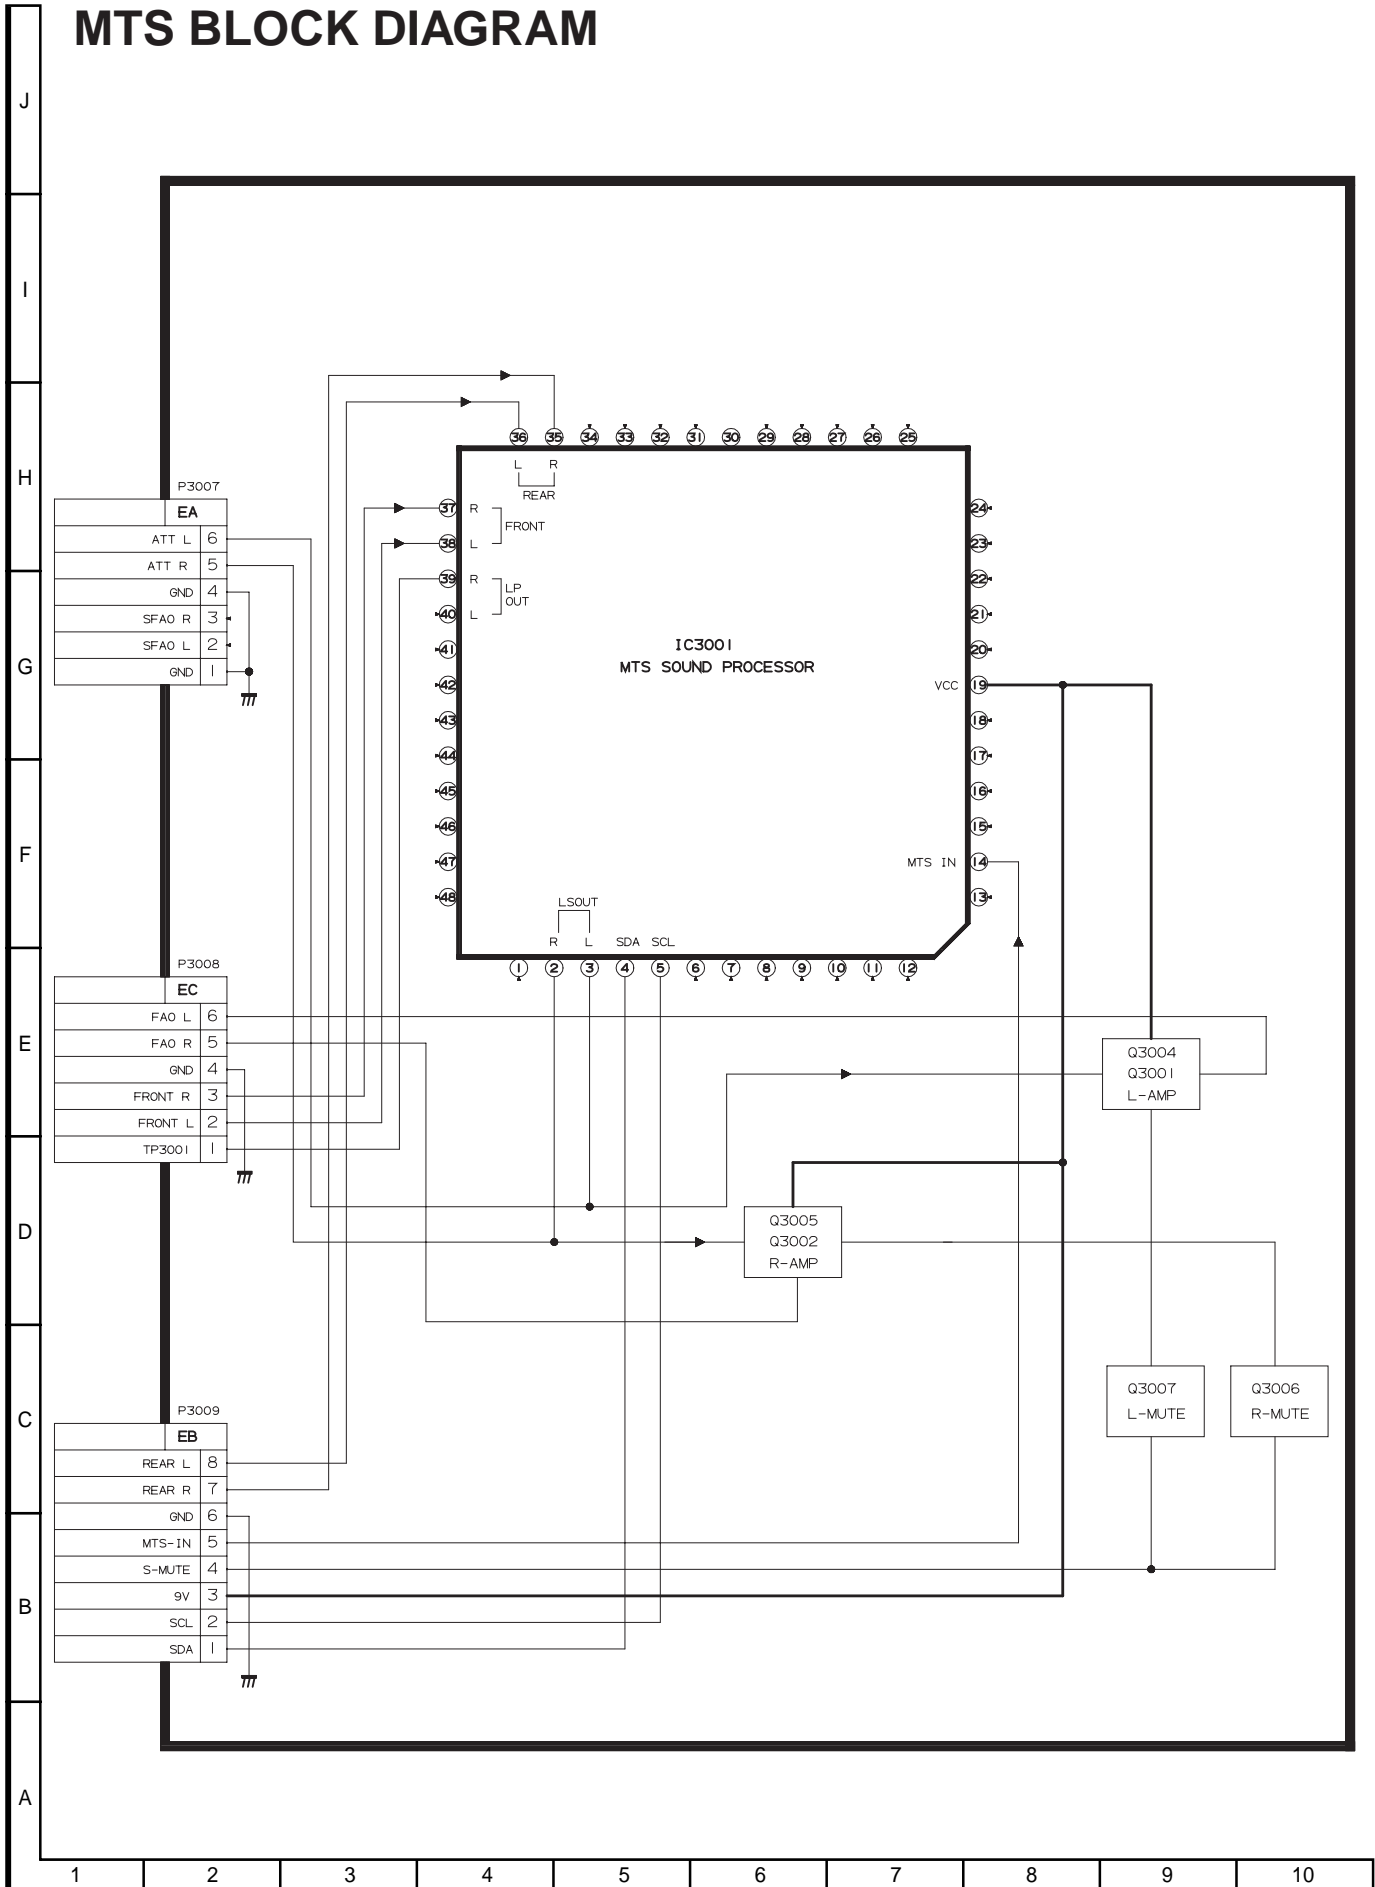 MTS BLOCK DIAGRAM
J
I
H
G
F
E
D
C
B
A
36 35 34 33 32 31 30 29 28 27 26 25
L R
REAR
37 R
FRONT
38 L
39 R
LP
OUT
40 L
41
42
43
44
45
46
47
48
24
23
22
21
20
VCC 19
18
17
16
15
MTS IN 14
13
IC3001
MTS SOUND PROCESSOR
LSOUT
R L SDA SCL
1 2 3 4 5 6 7 8 9 10 11 12
P3007
EA
ATT L 6
ATT R 5
GND 4
SFAO R 3
SFAO L 2
GND 1
P3008
EC
FAO L 6
FAO R 5
GND 4
FRONT R 3
FRONT L 2
TP3001 1
Q3004
Q3001
L-AMP
Q3005
Q3002
R-AMP
Q3007
L-MUTE
Q3006
R-MUTE
P3009
EB
REAR L 8
REAR R 7
GND 6
MTS-IN 5
S-MUTE 4
9V 3
SCL 2
SDA 1
1 2 3 4 5 6 7 8 9 10